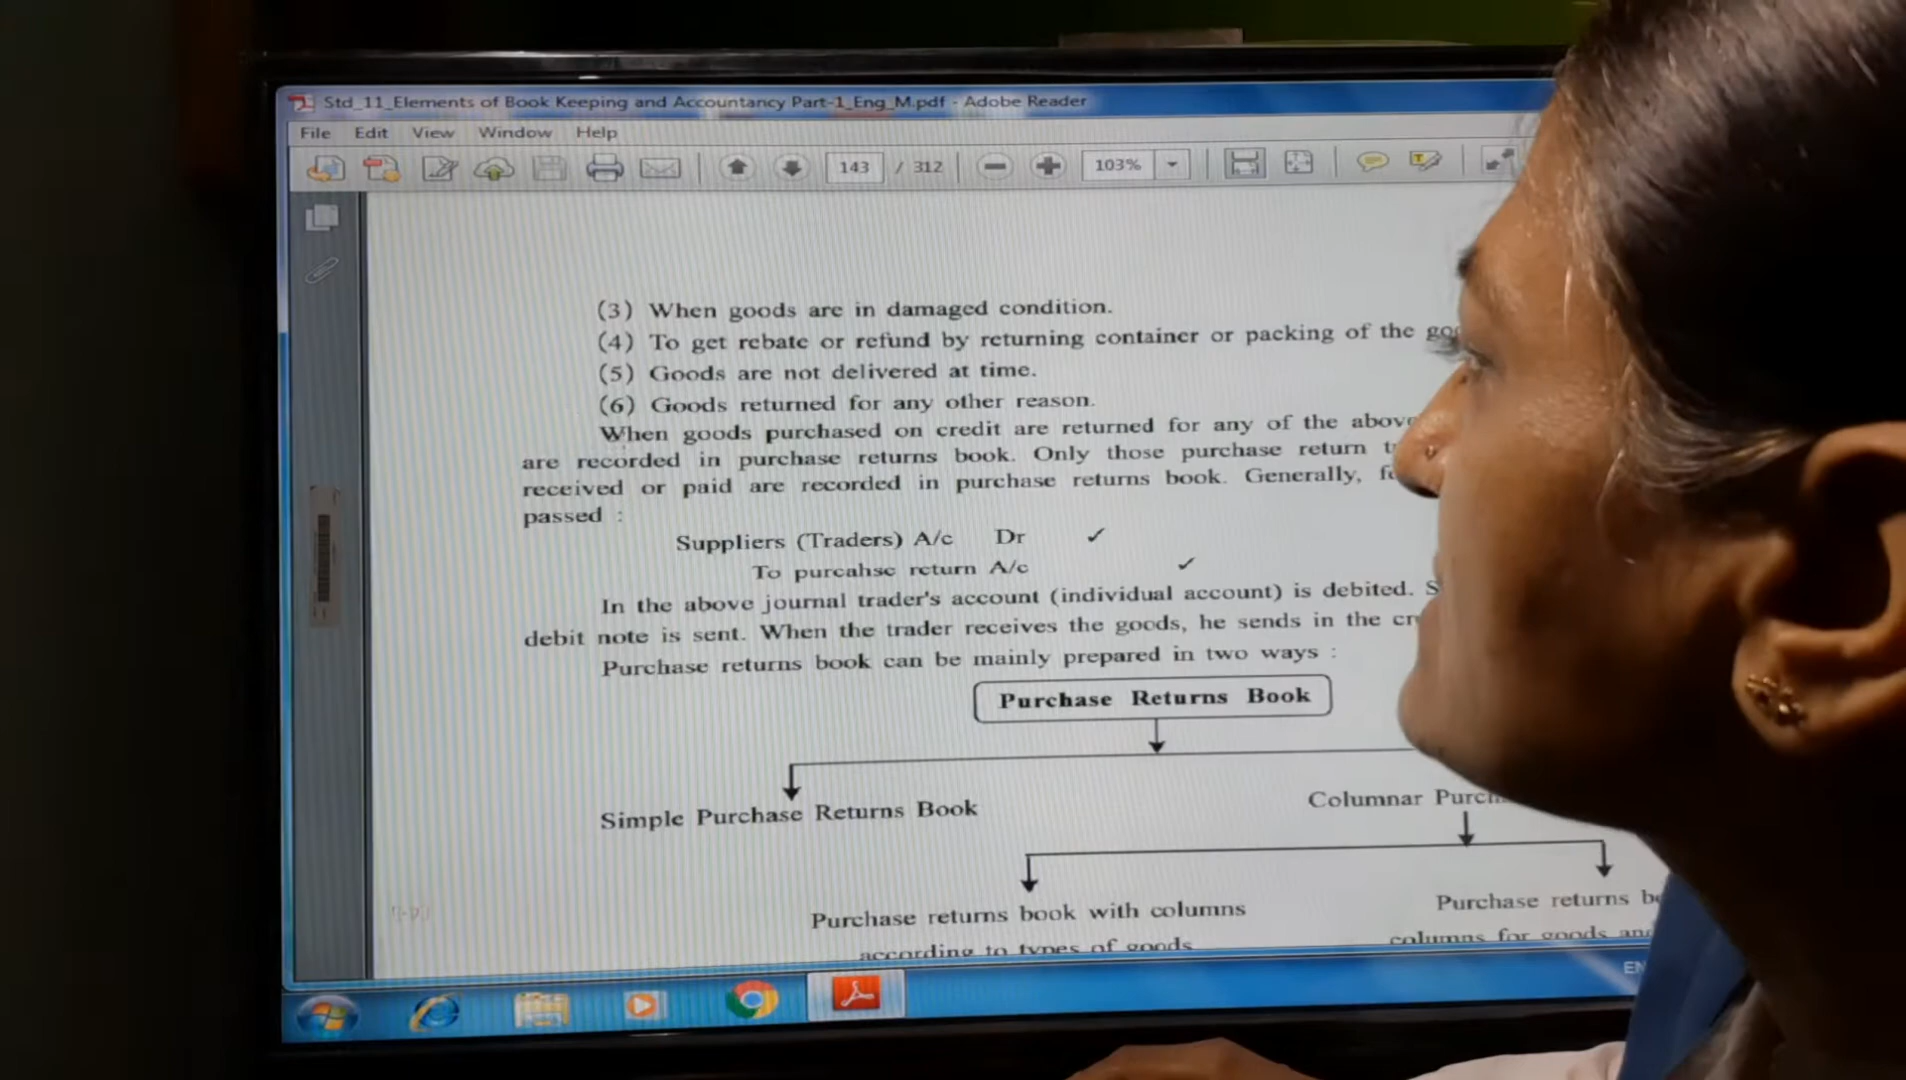 Std_11_Elements of Book Keeping and Accountancy Part-1_Eng_M.pdf - Adobe Reader
File Edit View Window Help
143 / 312 103%
(3) When goods are in damaged condition.
(4) To get rebate or refund by returning container or packing of the
(5) Goods are not delivered at time.
(6) Goods returned for any other reason.
When goods purchased on credit are returned for any of the above
are recorded in purchase returns book. Only those purchase return
received or paid are recorded in purchase returns book. Generally,
passed :
Suppliers (Traders) A/c Dr ✓
To purcahse return A/c ✓
In the above journal trader's account (individual account) is debited.
debit note is sent. When the trader receives the goods, he sends in the
Purchase returns book can be mainly prepared in two ways :
Purchase Returns Book
Simple Purchase Returns Book
Columnar
Purchase returns book with columns
according to types of goods
Purchase returns
columns for goods
EN